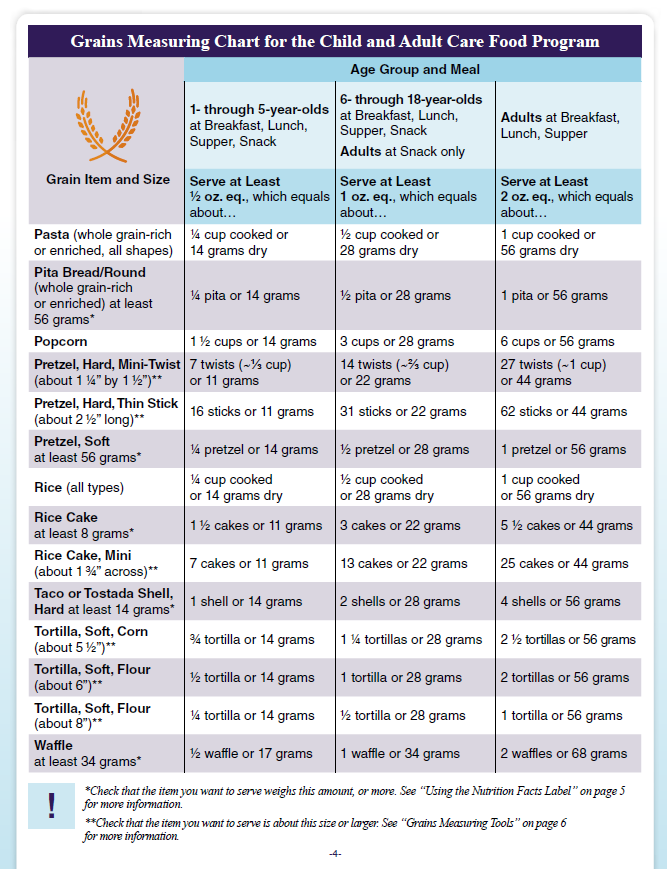 Grains Measuring Chart for the Child and Adult Care Food Program
Grain Item and Size
Age Group and Meal
1- through 5-year-olds
at Breakfast, Lunch,
Supper, Snack
6- through 18-year-olds
at Breakfast, Lunch,
Supper, Snack
Adults at Snack only
Adults at Breakfast,
Lunch, Supper
Serve at Least
½ oz. eq., which equals
about…
Serve at Least
1 oz. eq., which equals
about…
Serve at Least
2 oz. eq., which equals
about…
Pasta (whole grain-rich
or enriched, all shapes)
¼ cup cooked or
14 grams dry
½ cup cooked or
28 grams dry
1 cup cooked or
56 grams dry
Pita Bread/Round
(whole grain-rich
or enriched) at least
56 grams*
¼ pita or 14 grams
½ pita or 28 grams
1 pita or 56 grams
Popcorn
1 ½ cups or 14 grams
3 cups or 28 grams
6 cups or 56 grams
Pretzel, Hard, Mini-Twist
(about 1 ¼” by 1 ½”)**
7 twists (~⅓ cup)
or 11 grams
14 twists (~⅔ cup)
or 22 grams
27 twists (~1 cup)
or 44 grams
Pretzel, Hard, Thin Stick
(about 2 ½” long)**
16 sticks or 11 grams
31 sticks or 22 grams
62 sticks or 44 grams
Pretzel, Soft
at least 56 grams*
¼ pretzel or 14 grams
½ pretzel or 28 grams
1 pretzel or 56 grams
Rice (all types)
¼ cup cooked
or 14 grams dry
½ cup cooked
or 28 grams dry
1 cup cooked
or 56 grams dry
Rice Cake
at least 8 grams*
1 ½ cakes or 11 grams
3 cakes or 22 grams
5 ½ cakes or 44 grams
Rice Cake, Mini
(about 1 ¾” across)**
7 cakes or 11 grams
13 cakes or 22 grams
25 cakes or 44 grams
Taco or Tostada Shell,
Hard at least 14 grams*
1 shell or 14 grams
2 shells or 28 grams
4 shells or 56 grams
Tortilla, Soft, Corn
(about 5 ½”)**
¾ tortilla or 14 grams
1 ¼ tortillas or 28 grams
2 ½ tortillas or 56 grams
Tortilla, Soft, Flour
(about 6”)**
½ tortilla or 14 grams
1 tortilla or 28 grams
2 tortillas or 56 grams
Tortilla, Soft, Flour
(about 8”)**
¼ tortilla or 14 grams
½ tortilla or 28 grams
1 tortilla or 56 grams
Waffle
at least 34 grams*
½ waffle or 17 grams
1 waffle or 34 grams
2 waffles or 68 grams
!
*Check that the item you want to serve weighs this amount, or more. See “Using the Nutrition Facts Label” on page 5
for more information.
**Check that the item you want to serve is about this size or larger. See “Grains Measuring Tools” on page 6
for more information.
-4-